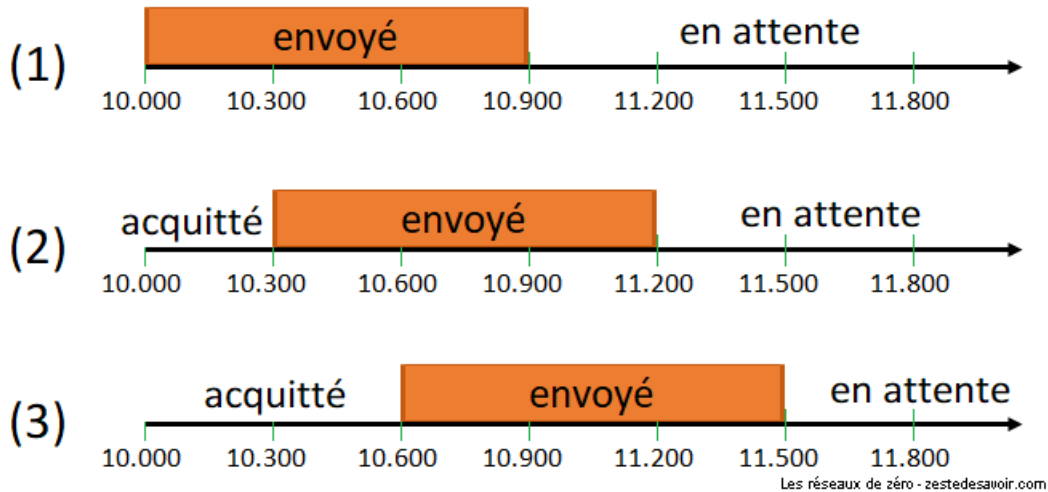 envoyé en attente
(1)
10.000 10.300 10.600 10.900 11.200 11.500 11.800
acquitté envoyé en attente
(2)
10.000 10.300 10.600 10.900 11.200 11.500 11.800
acquitté envoyé en attente
(3)
10.000 10.300 10.600 10.900 11.200 11.500 11.800
Les réseaux de zéro - zestedesavoir.com